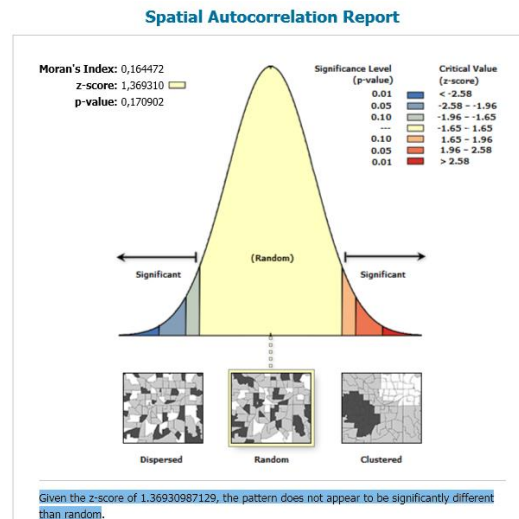 Spatial Autocorrelation Report
Moran's Index: 0,164472
z-score: 1,369310
p-value: 0,170902
Significance Level Critical Value
(p-value) (z-score)
0.01 < -2.58
0.05 -2.58 – -1.96
0.10 -1.96 – -1.65
--- -1.65 – 1.65
0.10 1.65 – 1.96
0.05 1.96 – 2.58
0.01 > 2.58
(Random)
Significant Significant
Dispersed Random Clustered
Given the z-score of 1.36930987129, the pattern does not appear to be significantly different
than random.